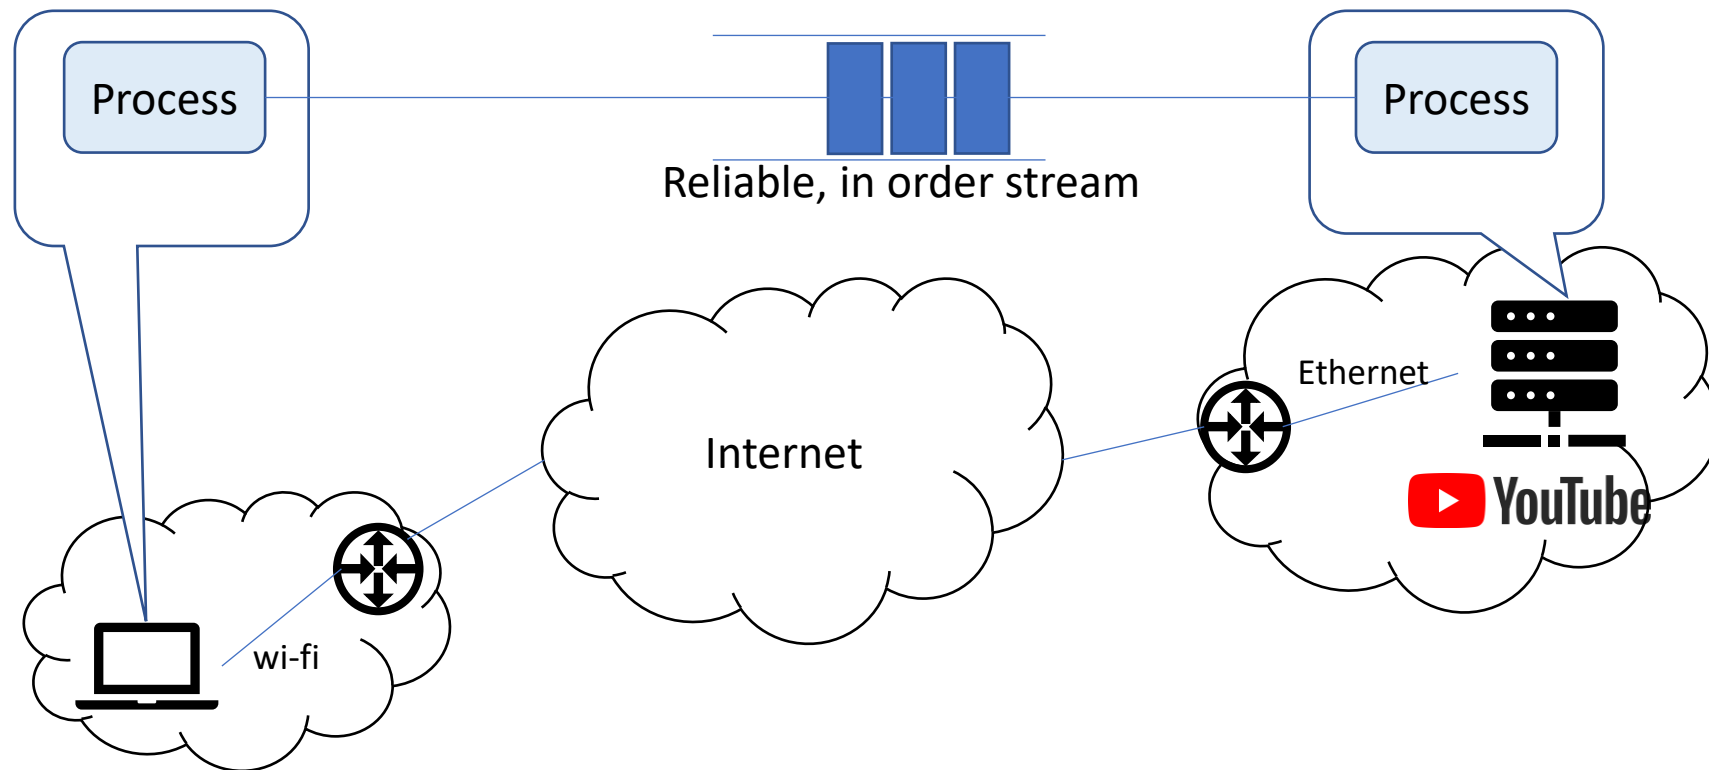 Process
Process
Reliable, in order stream
Ethernet
Internet
YouTube
wi-fi